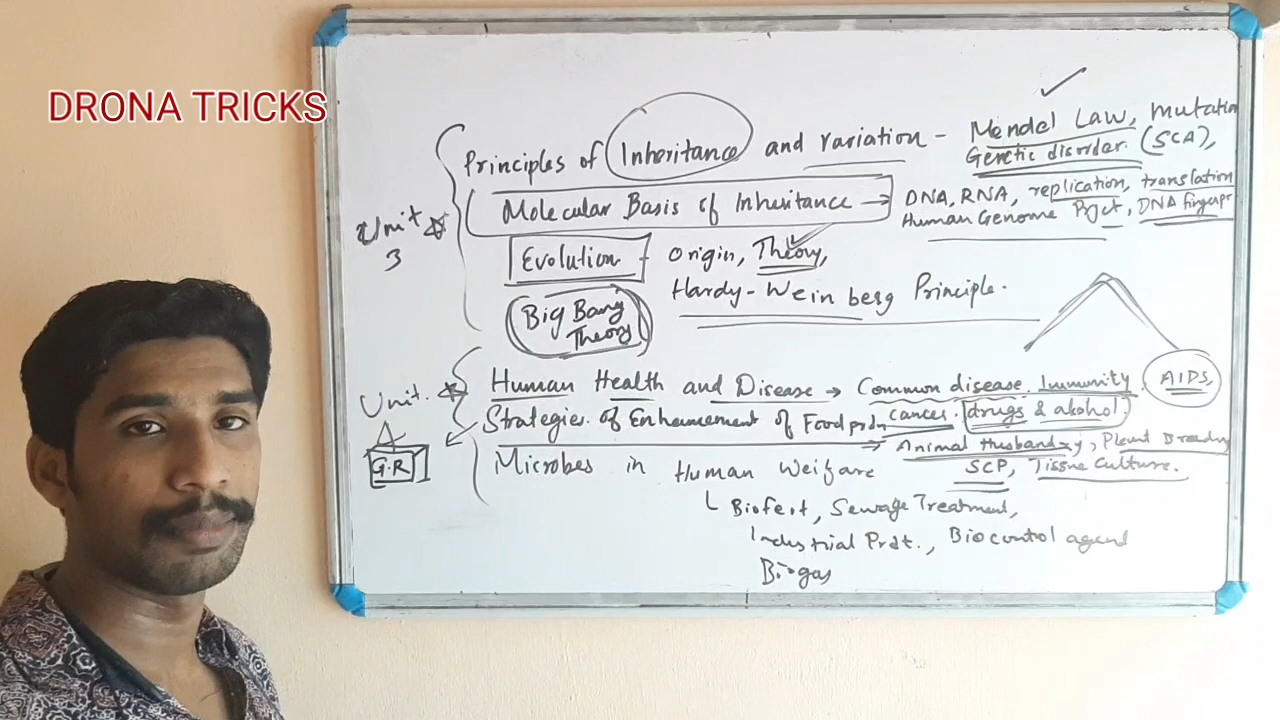 DRONA TRICKS
Principles of Inheritance and variation - Mendel Law, Mutation
Genetic disorder. (SCA),
Unit 3
Molecular Basis of Inheritance → DNA, RNA, replication, translation
Human Genome Prjct, DNA fingerpr
Evolution - Origin, Theory,
Hardy-Weinberg Principle.
Big Bang
Theory
Unit.
Human Health and Disease → Common disease. Immunity. AIDS,
cancer. drugs & akohol
Strategies of Enhancement of Food prdn → Animal Husbandry, Plant Breeding
SCP, Tissue Culture.
G.R
Microbes in Human Welfare
Biofert, Sewage Treatment,
Industrial Prdt., Biocontrol agent
Biogas